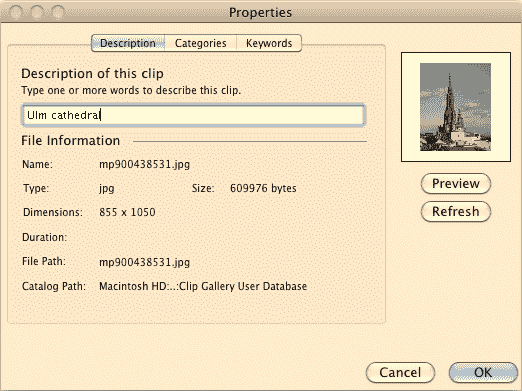 Properties
Description Categories Keywords
Description of this clip
Type one or more words to describe this clip.
Ulm cathedral
File Information
Name: mp900438531.jpg
Type: jpg Size: 609976 bytes
Dimensions: 855 x 1050
Duration:
File Path: mp900438531.jpg
Catalog Path: Macintosh HD:..:Clip Gallery User Database
Preview
Refresh
Cancel OK